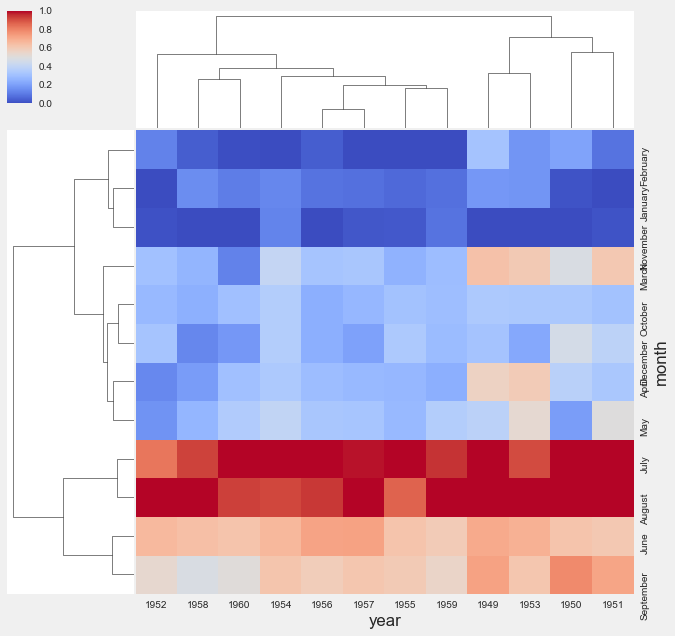 1.0
0.8
0.6
0.4
0.2
0.0
February
January
November
March
October
December
April
May
July
August
June
September
month
1952 1958 1960 1954 1956 1957 1955 1959 1949 1953 1950 1951
year